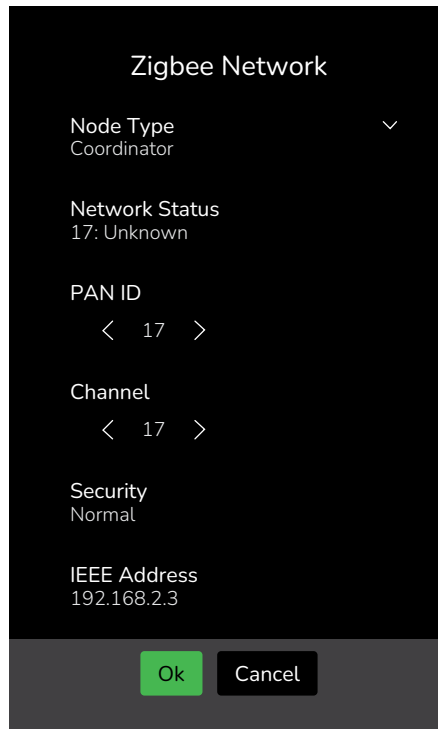 Zigbee Network
Node Type
Coordinator
Network Status
17: Unknown
PAN ID
17
Channel
17
Security
Normal
IEEE Address
192.168.2.3
Ok Cancel